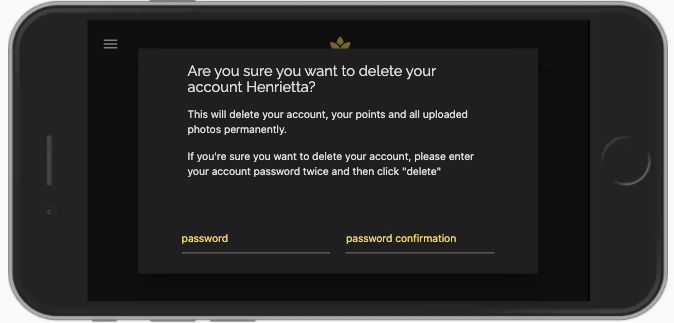 Are you sure you want to delete your
account Henrietta?
This will delete your account, your points and all uploaded
photos permanently.
If you're sure you want to delete your account, please enter
your account password twice and then click "delete"
password
password confirmation